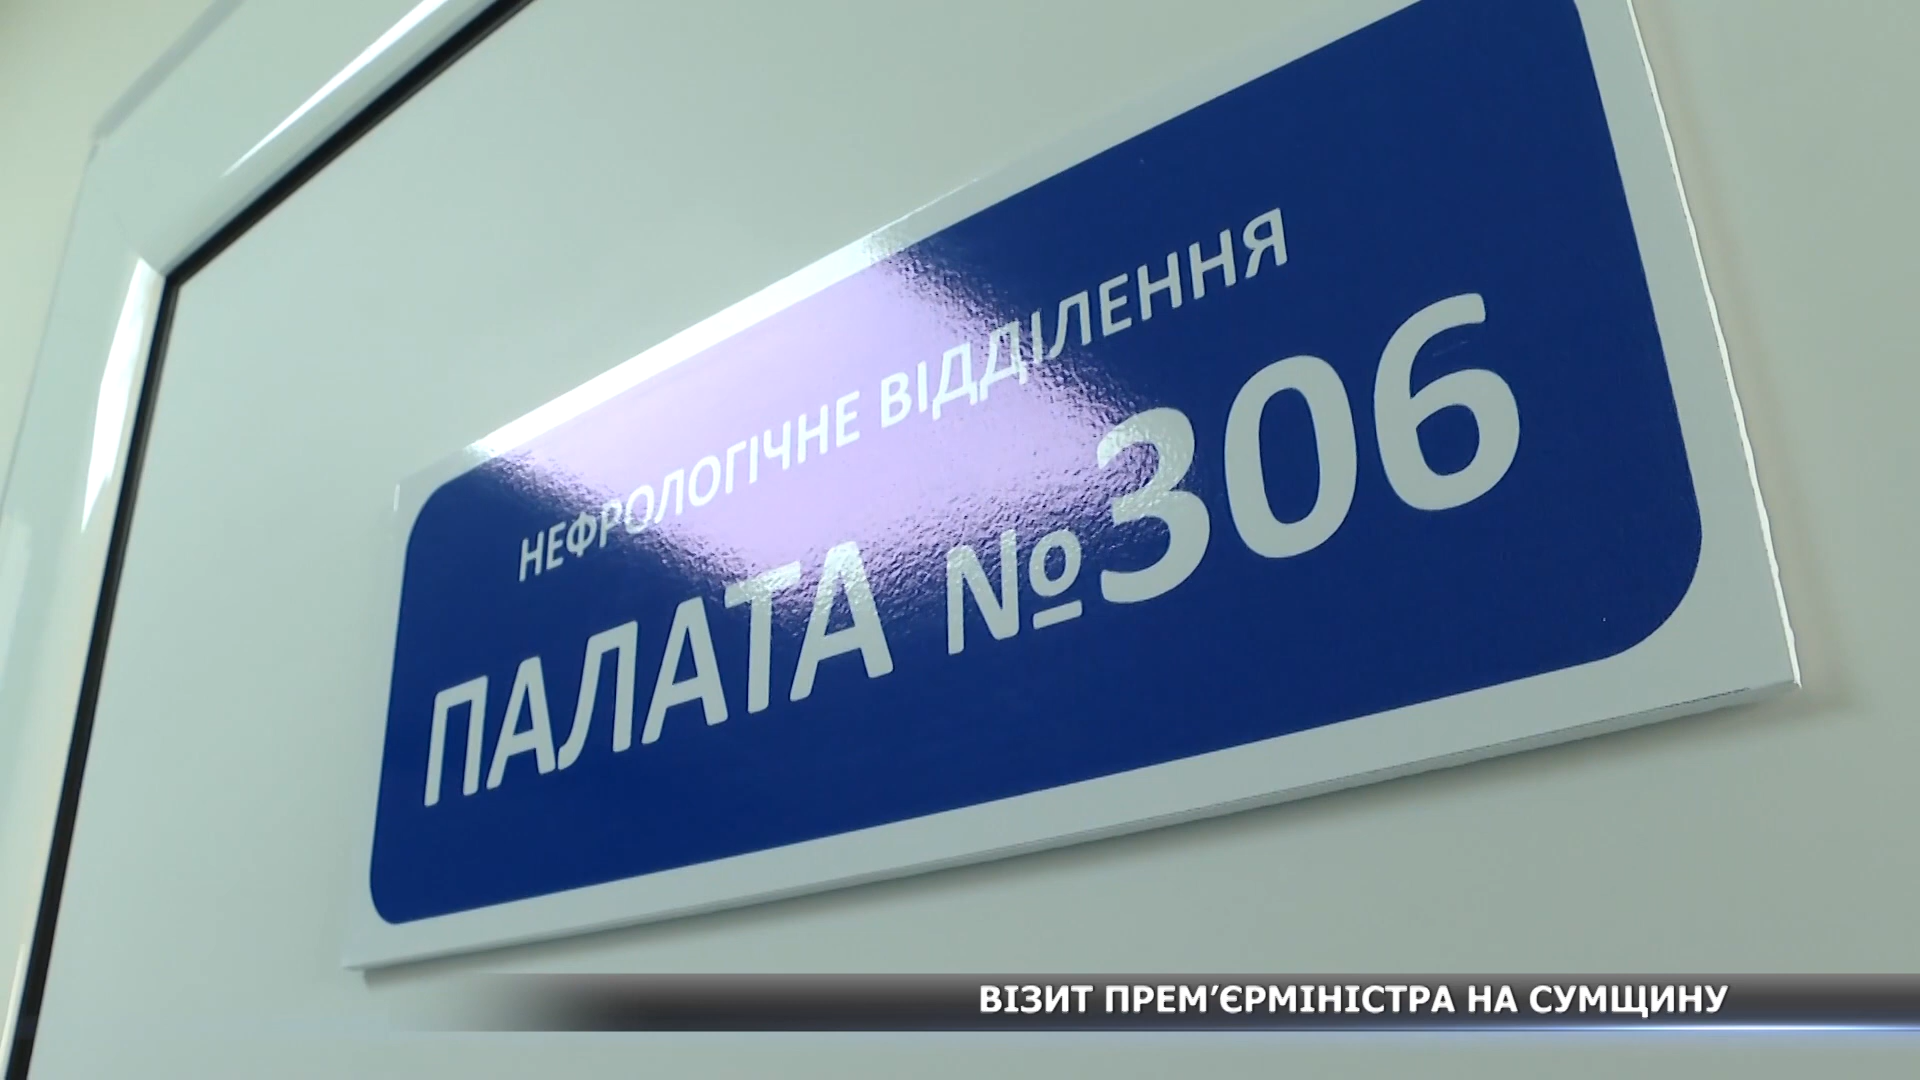 НЕФРОЛОГІЧНЕ ВІДДІЛЕННЯ
ПАЛАТА №306
ВІЗИТ ПРЕМ’ЄРМІНІСТРА НА СУМЩИНУ